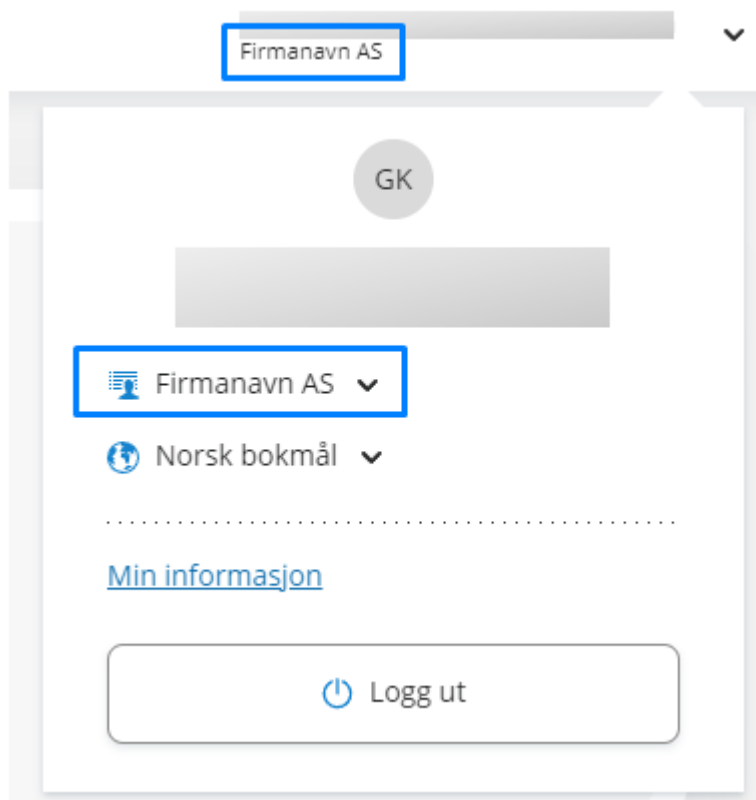 Firmanavn AS
GK
Firmanavn AS
Norsk bokmål
Min informasjon
Logg ut